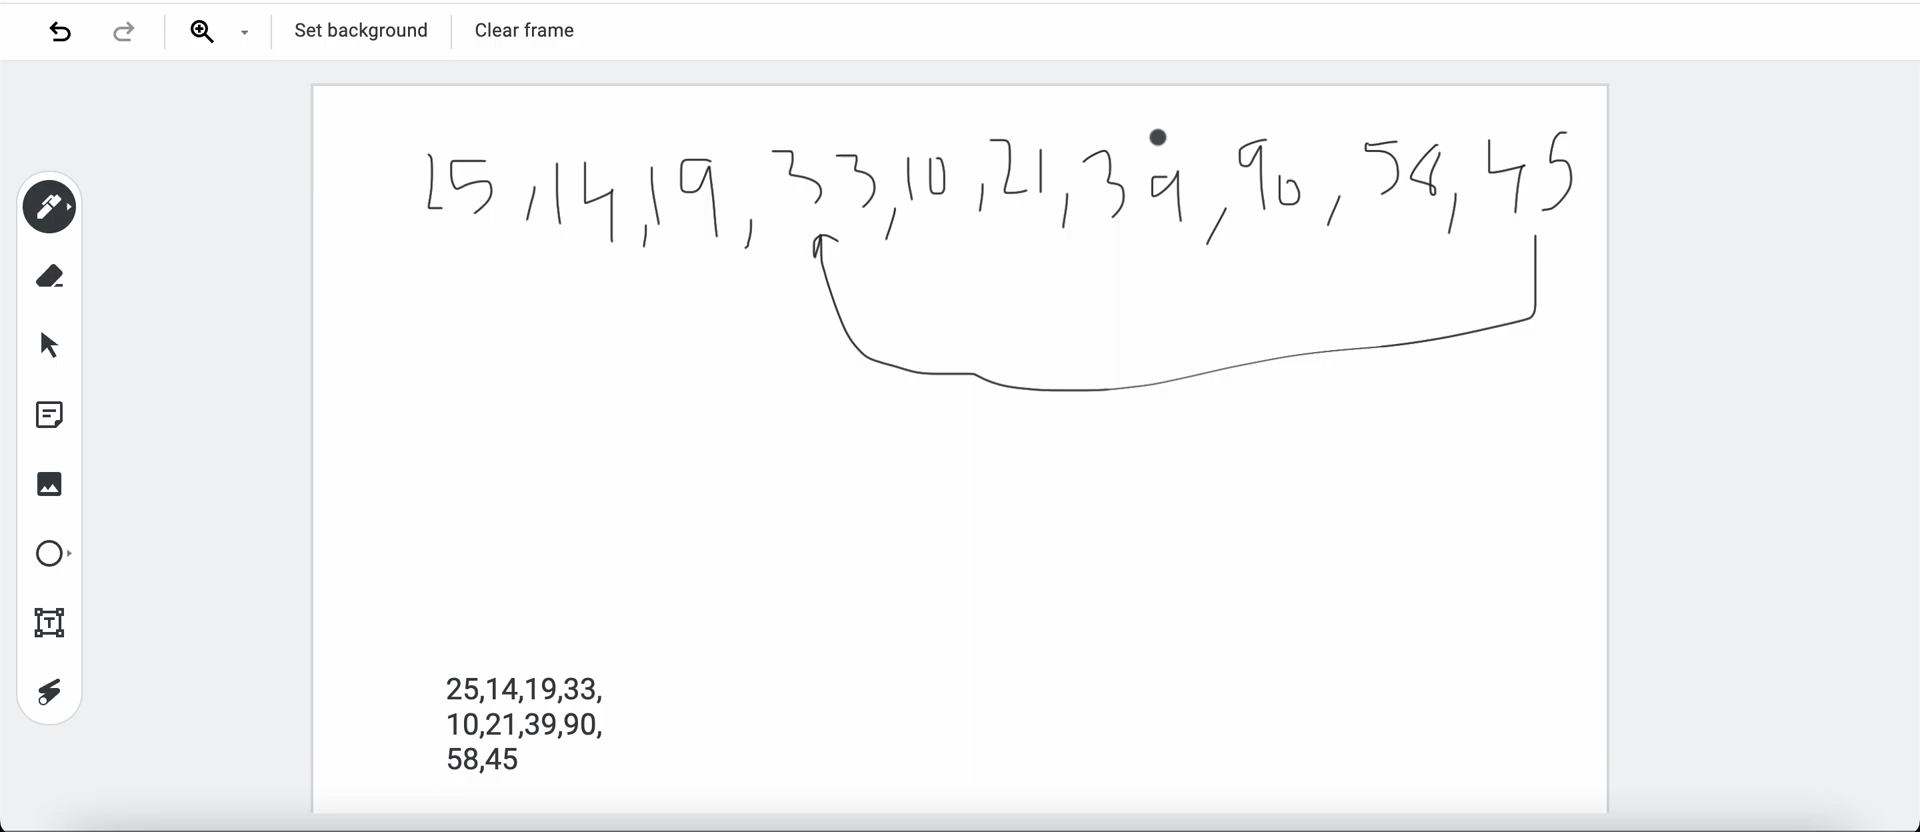 Set background
Clear frame
25,14,19,33,10,21,39,90,58,45
T
25,14,19,33,
10,21,39,90,
58,45